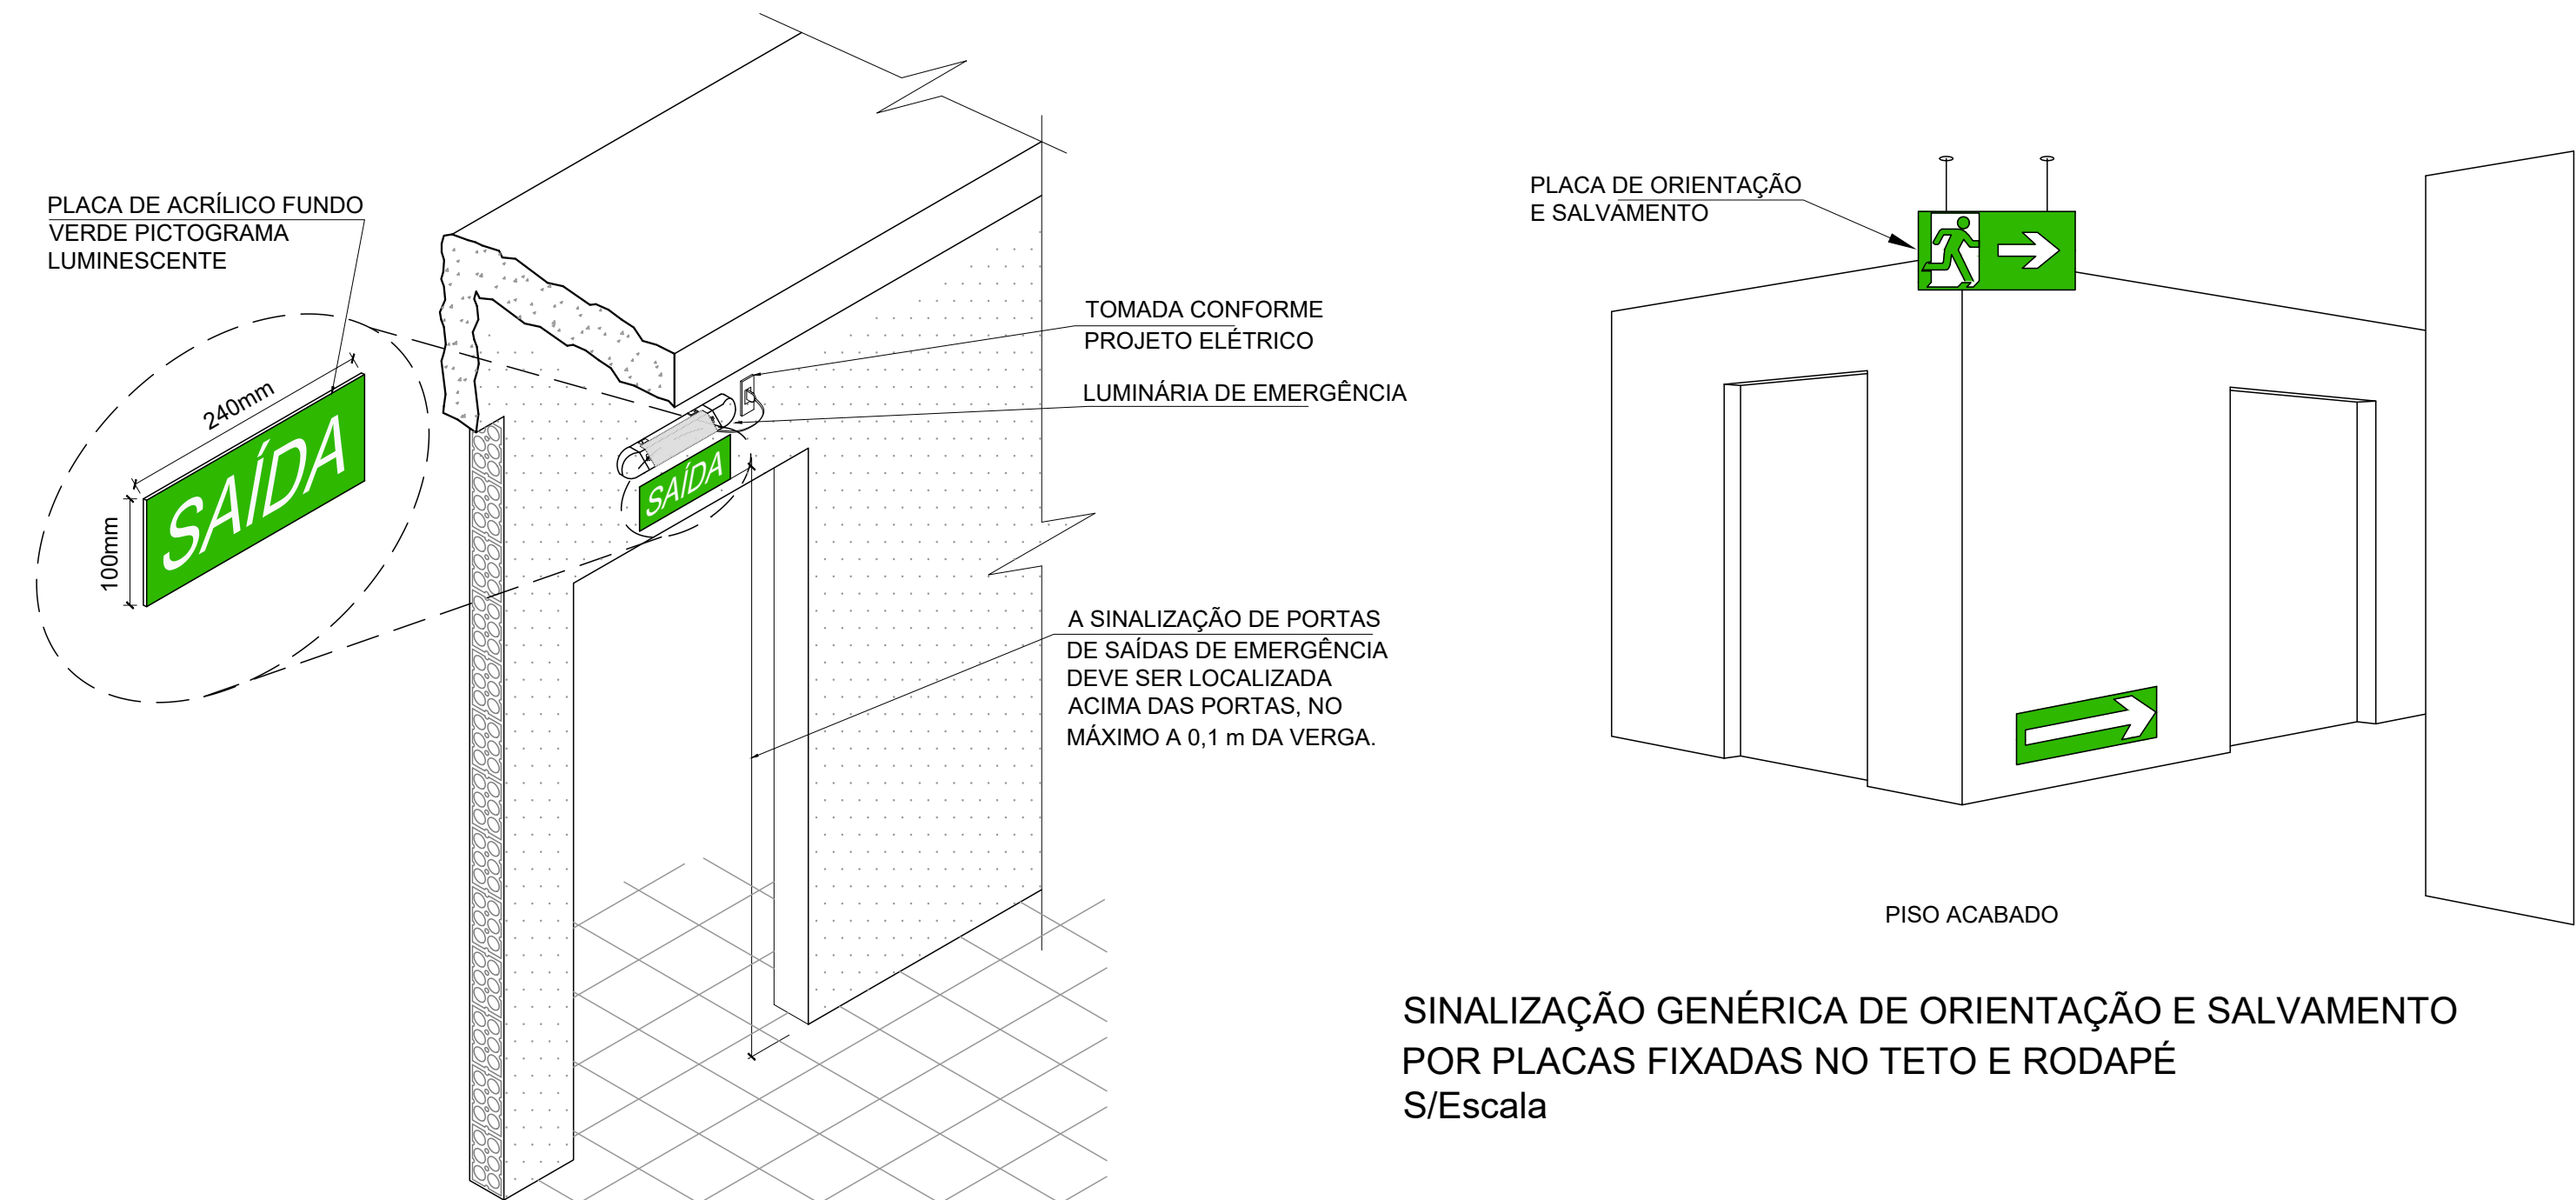 PLACA DE ACRÍLICO FUNDO
VERDE PICTOGRAMA
LUMINESCENTE
240mm
100mm
SAÍDA
SAÍDA
TOMADA CONFORME
PROJETO ELÉTRICO
LUMINÁRIA DE EMERGÊNCIA
A SINALIZAÇÃO DE PORTAS
DE SAÍDAS DE EMERGÊNCIA
DEVE SER LOCALIZADA
ACIMA DAS PORTAS, NO
MÁXIMO A 0,1 m DA VERGA.
PLACA DE ORIENTAÇÃO
E SALVAMENTO
PISO ACABADO
SINALIZAÇÃO GENÉRICA DE ORIENTAÇÃO E SALVAMENTO
POR PLACAS FIXADAS NO TETO E RODAPÉ
S/Escala